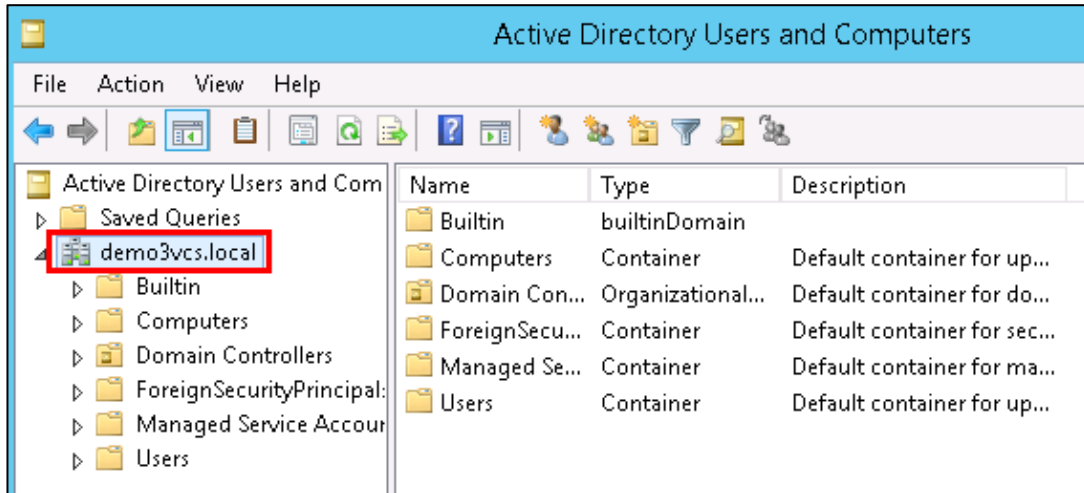 Active Directory Users and Computers
File Action View Help
Active Directory Users and Com
Saved Queries
demo3vcs.local
Builtin
Computers
Domain Controllers
ForeignSecurityPrincipal:
Managed Service Accour
Users
Name Type Description
Builtin builtinDomain
Computers Container Default container for up...
Domain Con... Organizational... Default container for do...
ForeignSecu... Container Default container for sec...
Managed Se... Container Default container for ma...
Users Container Default container for up...